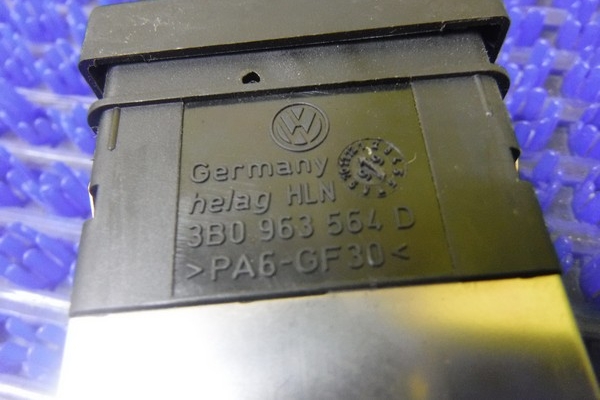 Germany
helag HLN
3B0 963 564 D
>PA6-GF30<